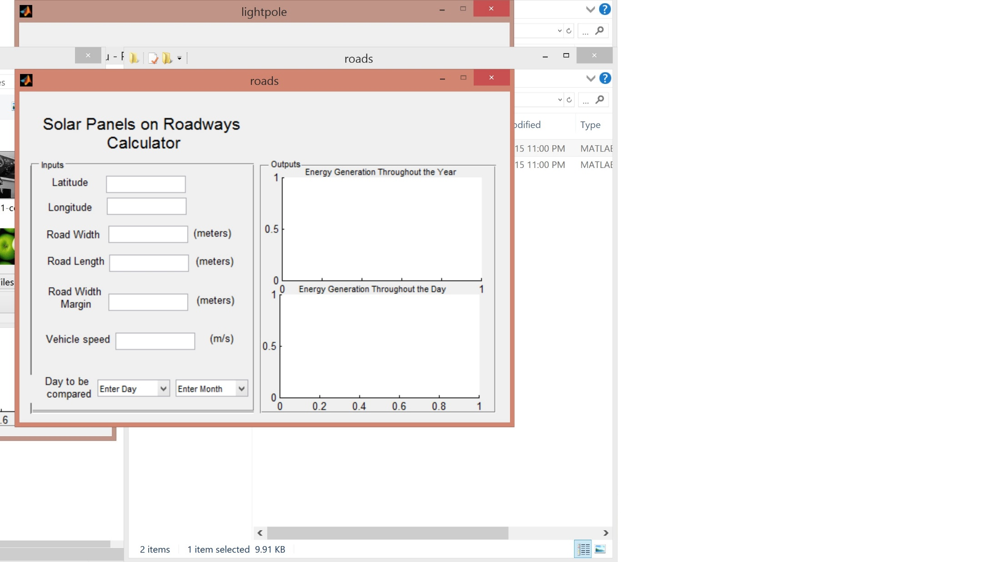 lightpole
...
u - P
roads
es
roads
...
odified
Type
Solar Panels on Roadways
Calculator
15 11:00 PM
MATLAB
15 11:00 PM
MATLAB
Inputs
Latitude
Longitude
Road Width
(meters)
Road Length
(meters)
Road Width
Margin
(meters)
Vehicle speed
(m/s)
Day to be
compared
Enter Day
Enter Month
Outputs
Energy Generation Throughout the Year
1
0.5
0
0
1
Energy Generation Throughout the Day
1
0.5
0
0
0.2
0.4
0.6
0.8
1
1-co
Files
.6
2 items
1 item selected 9.91 KB